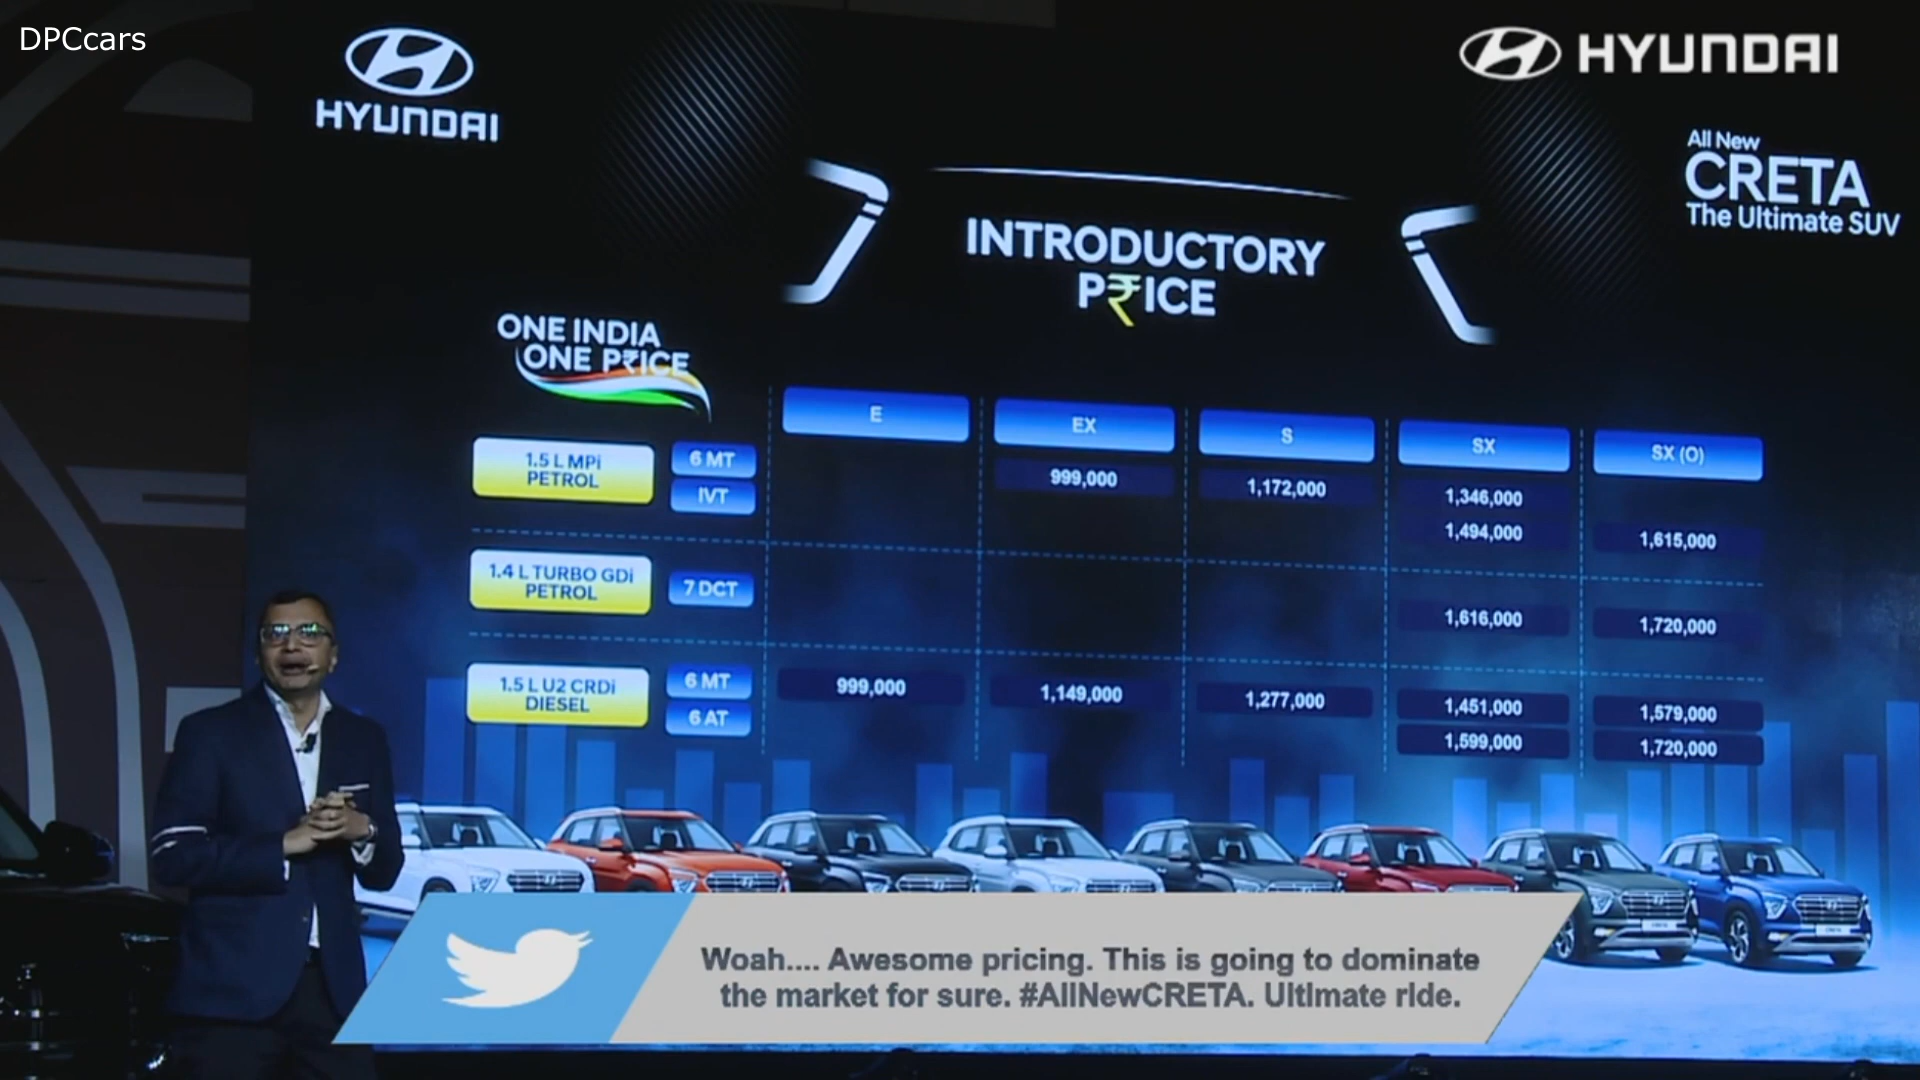 DPCcars
HYUNDAI
HYUNDAI
All New
CRETA
The Ultimate SUV
INTRODUCTORY
P₹ICE
ONE INDIA
ONE P₹ICE
E
EX
S
SX
SX (O)
1.5 L MPi
PETROL
6 MT
999,000
1,172,000
1,346,000
IVT
1,494,000
1,615,000
1.4 L TURBO GDi
PETROL
7 DCT
1,616,000
1,720,000
1.5 L U2 CRDi
DIESEL
6 MT
999,000
1,149,000
1,277,000
1,451,000
1,579,000
6 AT
1,599,000
1,720,000
Woah.... Awesome pricing. This is going to dominate
the market for sure. #AllNewCRETA. Ultimate ride.